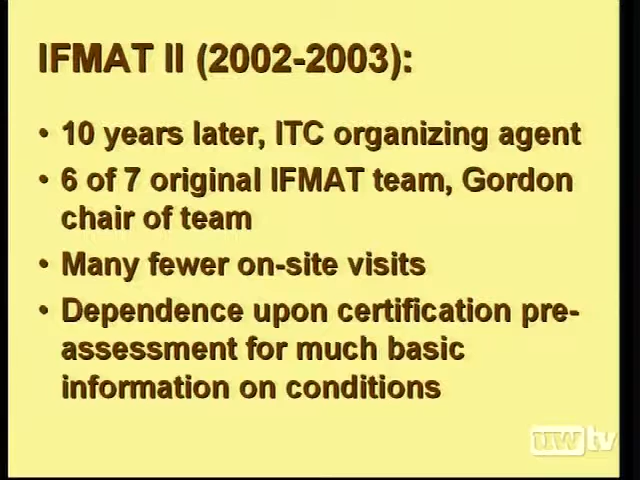 IFMAT II (2002-2003):
• 10 years later, ITC organizing agent
• 6 of 7 original IFMAT team, Gordon
chair of team
• Many fewer on-site visits
• Dependence upon certification pre-
assessment for much basic
information on conditions
uwtv